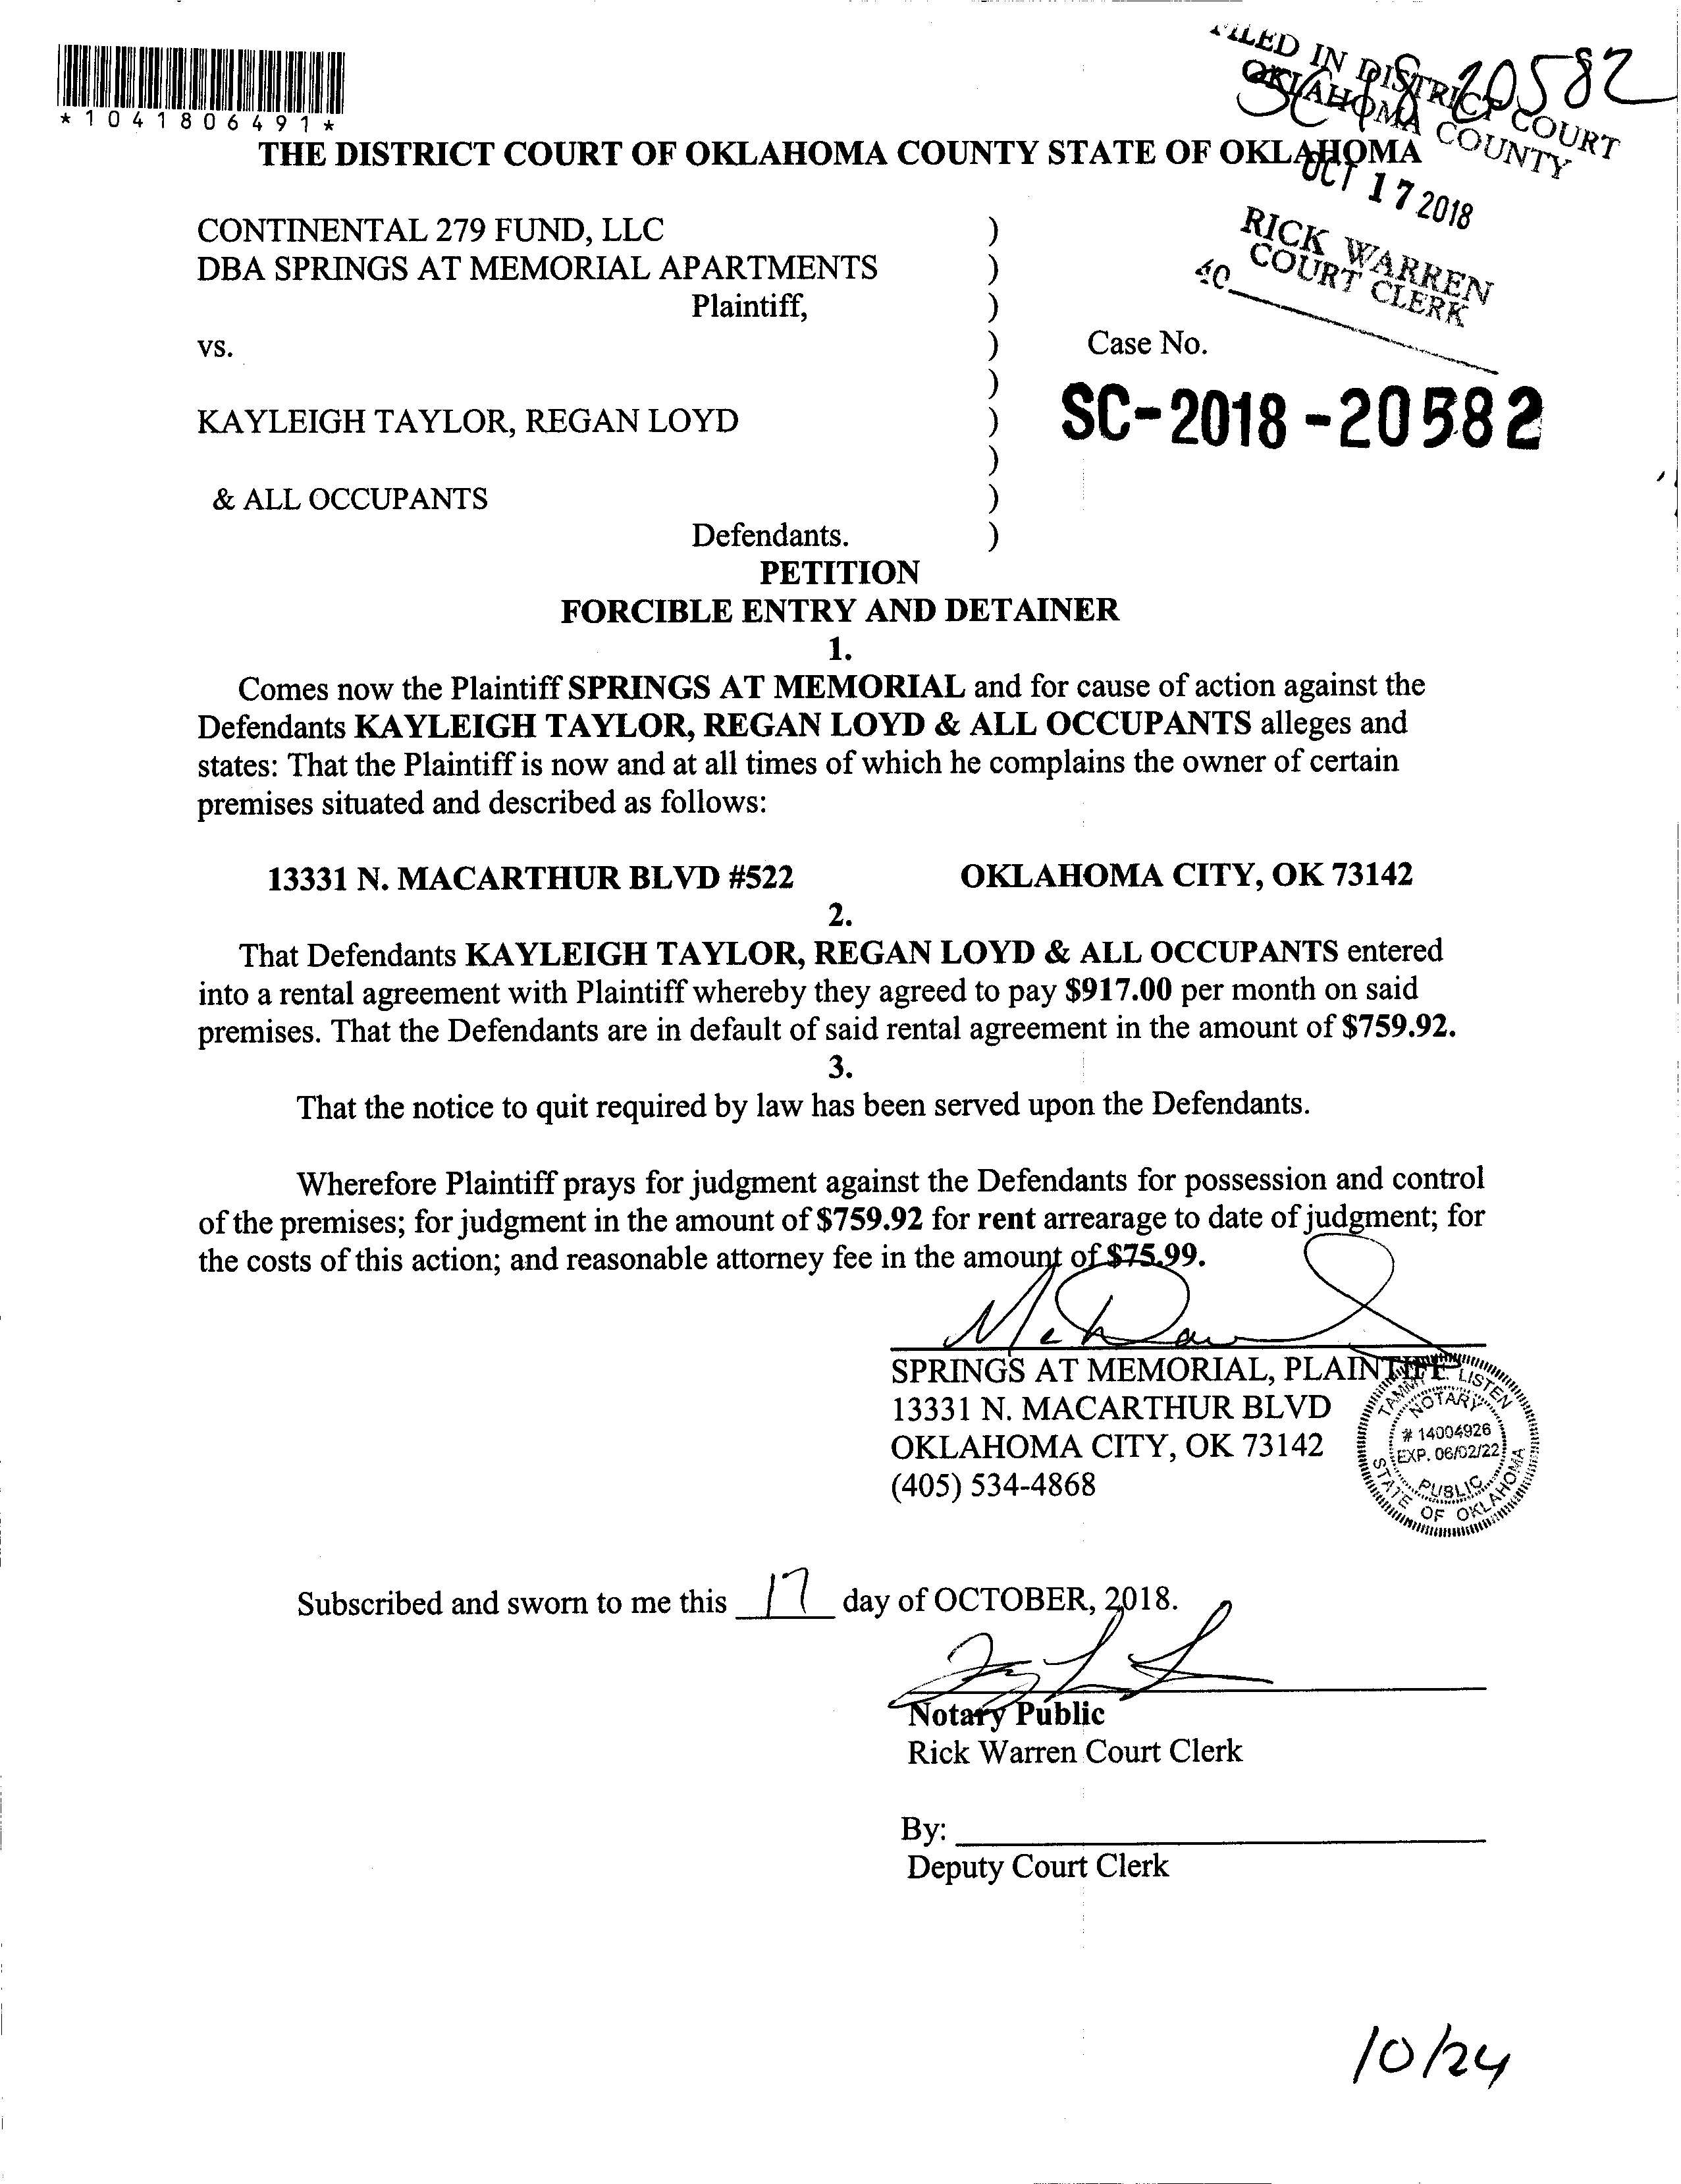 *1041806491*
FILED IN DISTRICT COURT
OKLAHOMA COUNTY
SC 18 20582
THE DISTRICT COURT OF OKLAHOMA COUNTY STATE OF OKLAHOMA
OCT 17 2018
RICK WARREN
COURT CLERK
40
CONTINENTAL 279 FUND, LLC )
DBA SPRINGS AT MEMORIAL APARTMENTS )
Plaintiff, )
vs. ) Case No.
)
KAYLEIGH TAYLOR, REGAN LOYD ) SC-2018-20582
)
& ALL OCCUPANTS )
Defendants. )
PETITION
FORCIBLE ENTRY AND DETAINER
1.
Comes now the Plaintiff SPRINGS AT MEMORIAL and for cause of action against the
Defendants KAYLEIGH TAYLOR, REGAN LOYD & ALL OCCUPANTS alleges and
states: That the Plaintiff is now and at all times of which he complains the owner of certain
premises situated and described as follows:
13331 N. MACARTHUR BLVD #522 OKLAHOMA CITY, OK 73142
2.
That Defendants KAYLEIGH TAYLOR, REGAN LOYD & ALL OCCUPANTS entered
into a rental agreement with Plaintiff whereby they agreed to pay $917.00 per month on said
premises. That the Defendants are in default of said rental agreement in the amount of $759.92.
3.
That the notice to quit required by law has been served upon the Defendants.
Wherefore Plaintiff prays for judgment against the Defendants for possession and control
of the premises; for judgment in the amount of $759.92 for rent arrearage to date of judgment; for
the costs of this action; and reasonable attorney fee in the amount of $75.99.
SPRINGS AT MEMORIAL, PLAINTIFF
13331 N. MACARTHUR BLVD
OKLAHOMA CITY, OK 73142
(405) 534-4868
TAMMY E. LISTEN
NOTARY
# 14004926
EXP. 06/02/22
PUBLIC
STATE OF OKLAHOMA
Subscribed and sworn to me this 17 day of OCTOBER, 2018.
Notary Public
Rick Warren Court Clerk
By:
Deputy Court Clerk
10/24